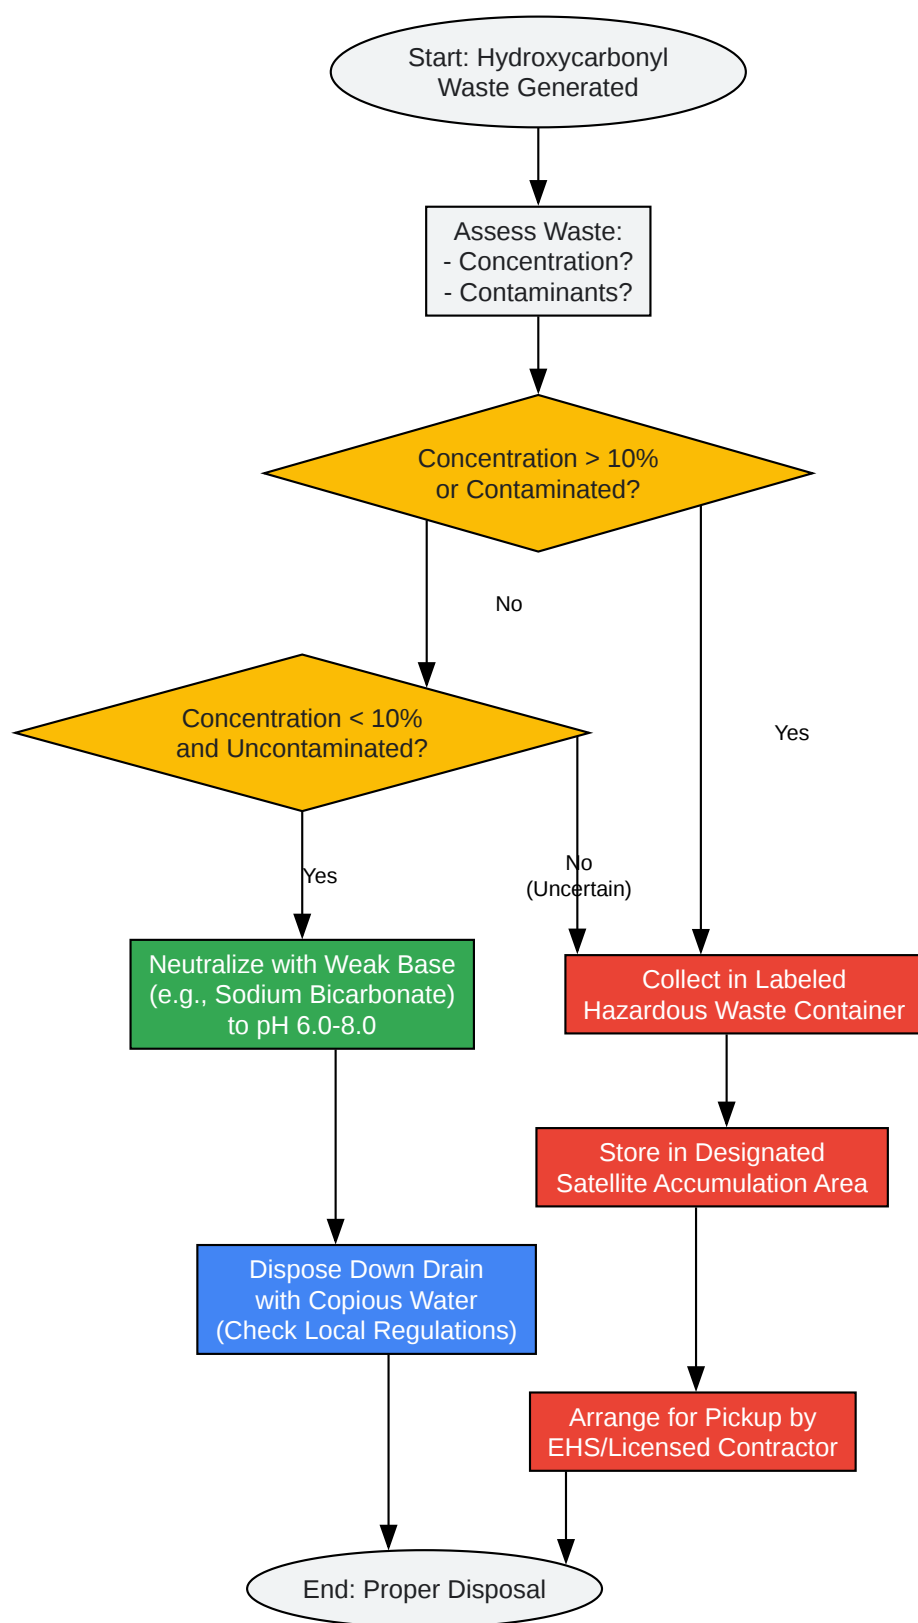 Start: Hydroxycarbonyl
Waste Generated
Assess Waste:
- Concentration?
- Contaminants?
Concentration > 10%
or Contaminated?
No
Concentration < 10%
and Uncontaminated?
Yes
Yes
No
(Uncertain)
Neutralize with Weak Base
(e.g., Sodium Bicarbonate)
to pH 6.0-8.0
Collect in Labeled
Hazardous Waste Container
Store in Designated
Satellite Accumulation Area
Dispose Down Drain
with Copious Water
(Check Local Regulations)
Arrange for Pickup by
EHS/Licensed Contractor
End: Proper Disposal